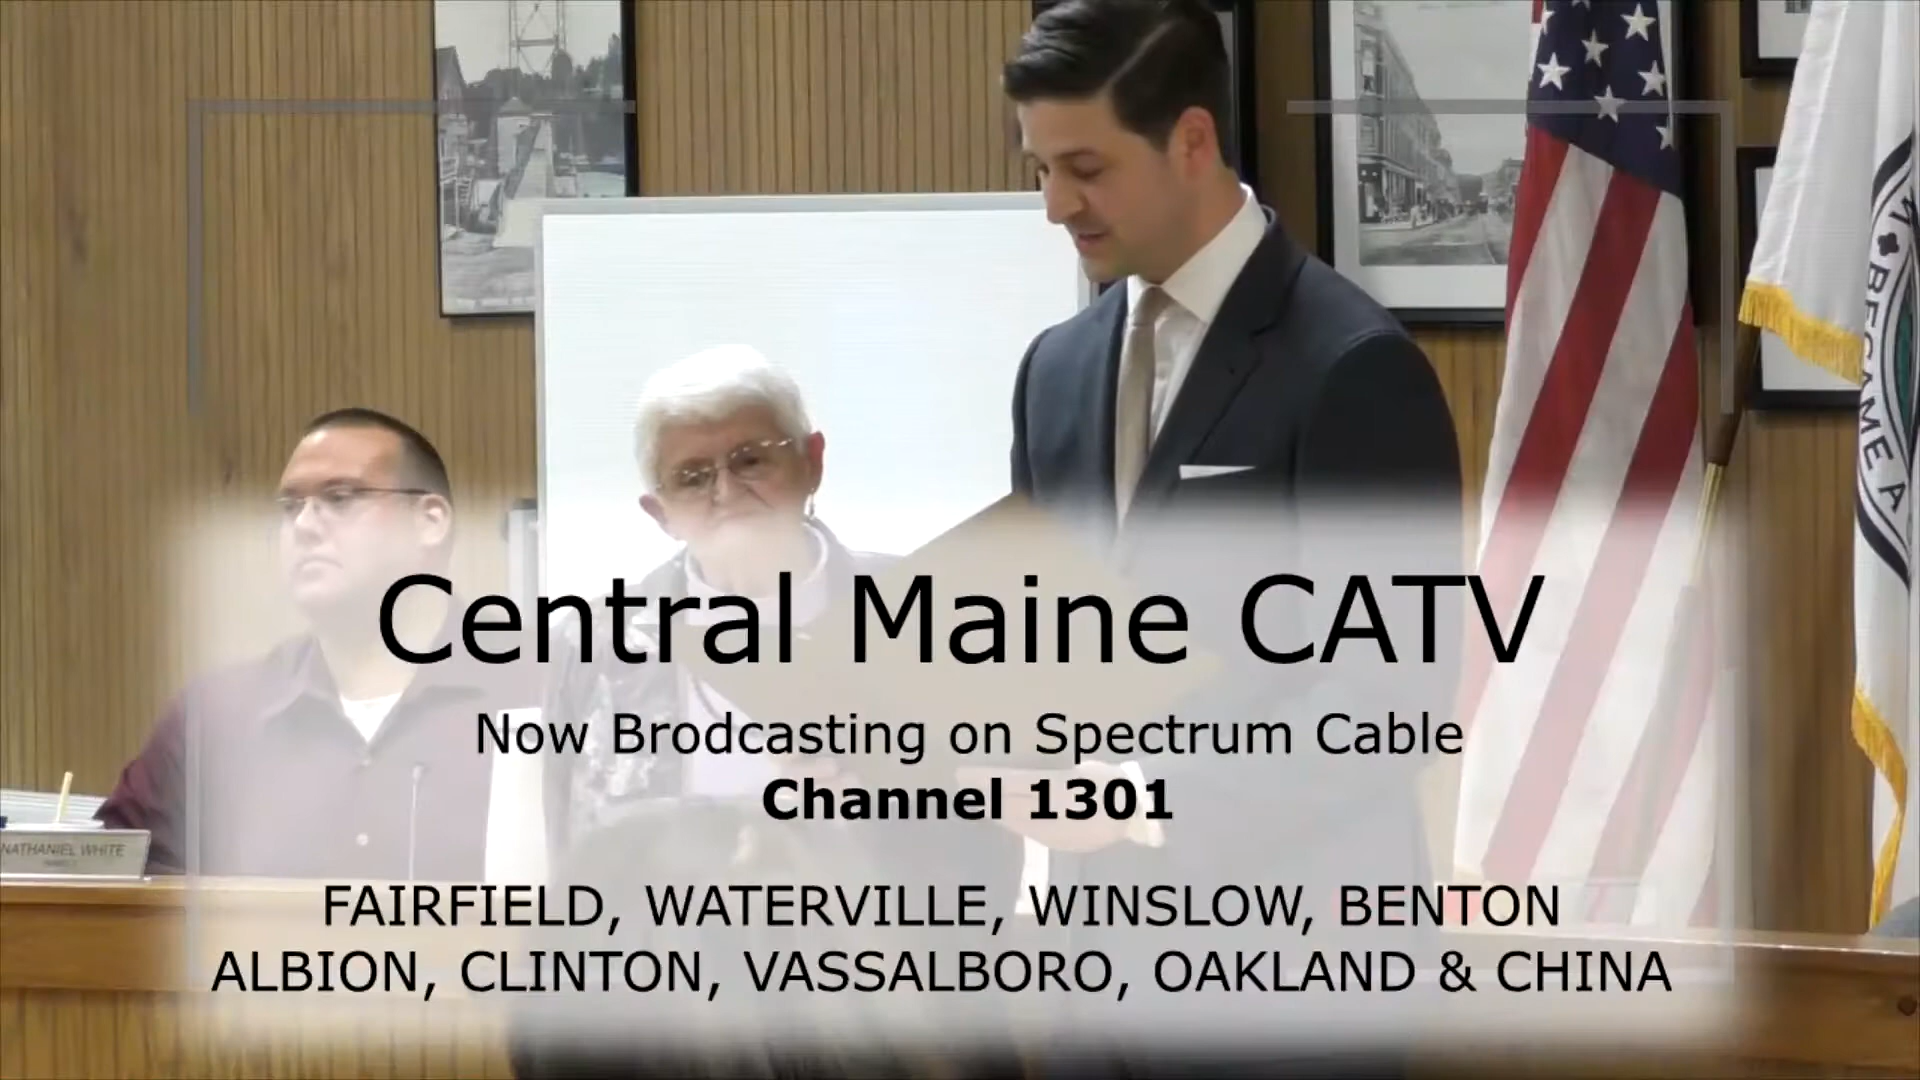 BECAME A
Central Maine CATV
Now Brodcasting on Spectrum Cable
Channel 1301
NATHANIEL WHITE
FAIRFIELD, WATERVILLE, WINSLOW, BENTON
ALBION, CLINTON, VASSALBORO, OAKLAND & CHINA